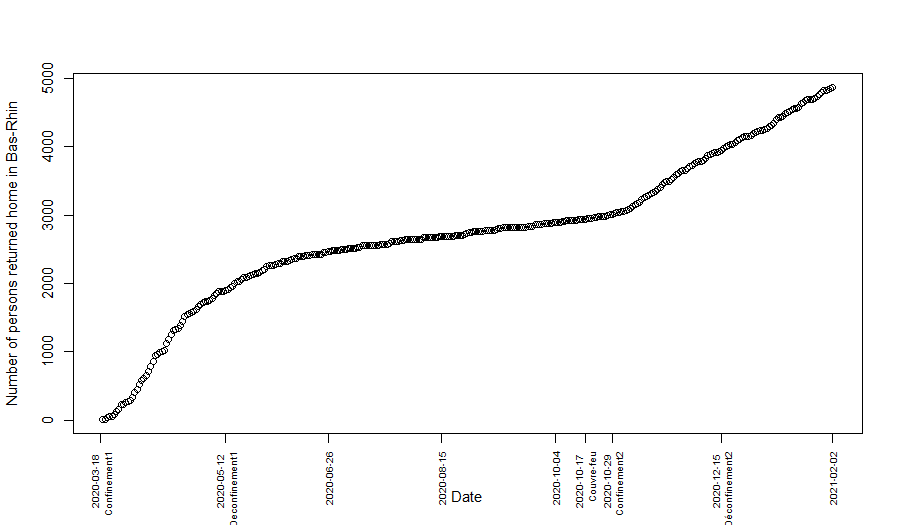 Number of persons returned home in Bas-Rhin
5000
4000
3000
2000
1000
0
2020-03-18
Confinement1
2020-05-12
Deconfinement1
2020-06-26
2020-08-15
2020-10-04
2020-10-17
Couvre-feu
2020-10-29
Confinement2
2020-12-15
Déconfinement2
2021-02-02
Date